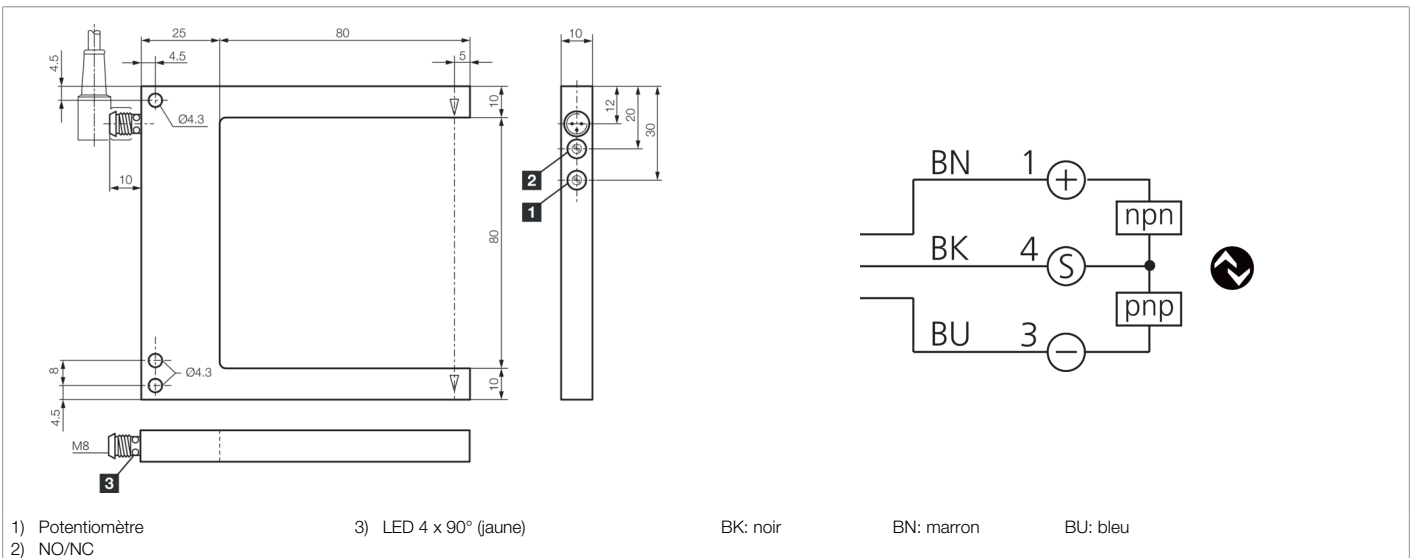 25 80 10
4.5 4.5 5
10 12 20 30
Ø4.3
10
2
1
80
8
Ø4.3
10
4.5
M8
3
BN 1 +
npn
BK 4 S
pnp
BU 3 −
1) Potentiomètre 3) LED 4 x 90° (jaune) BK: noir BN: marron BU: bleu
2) NO/NC